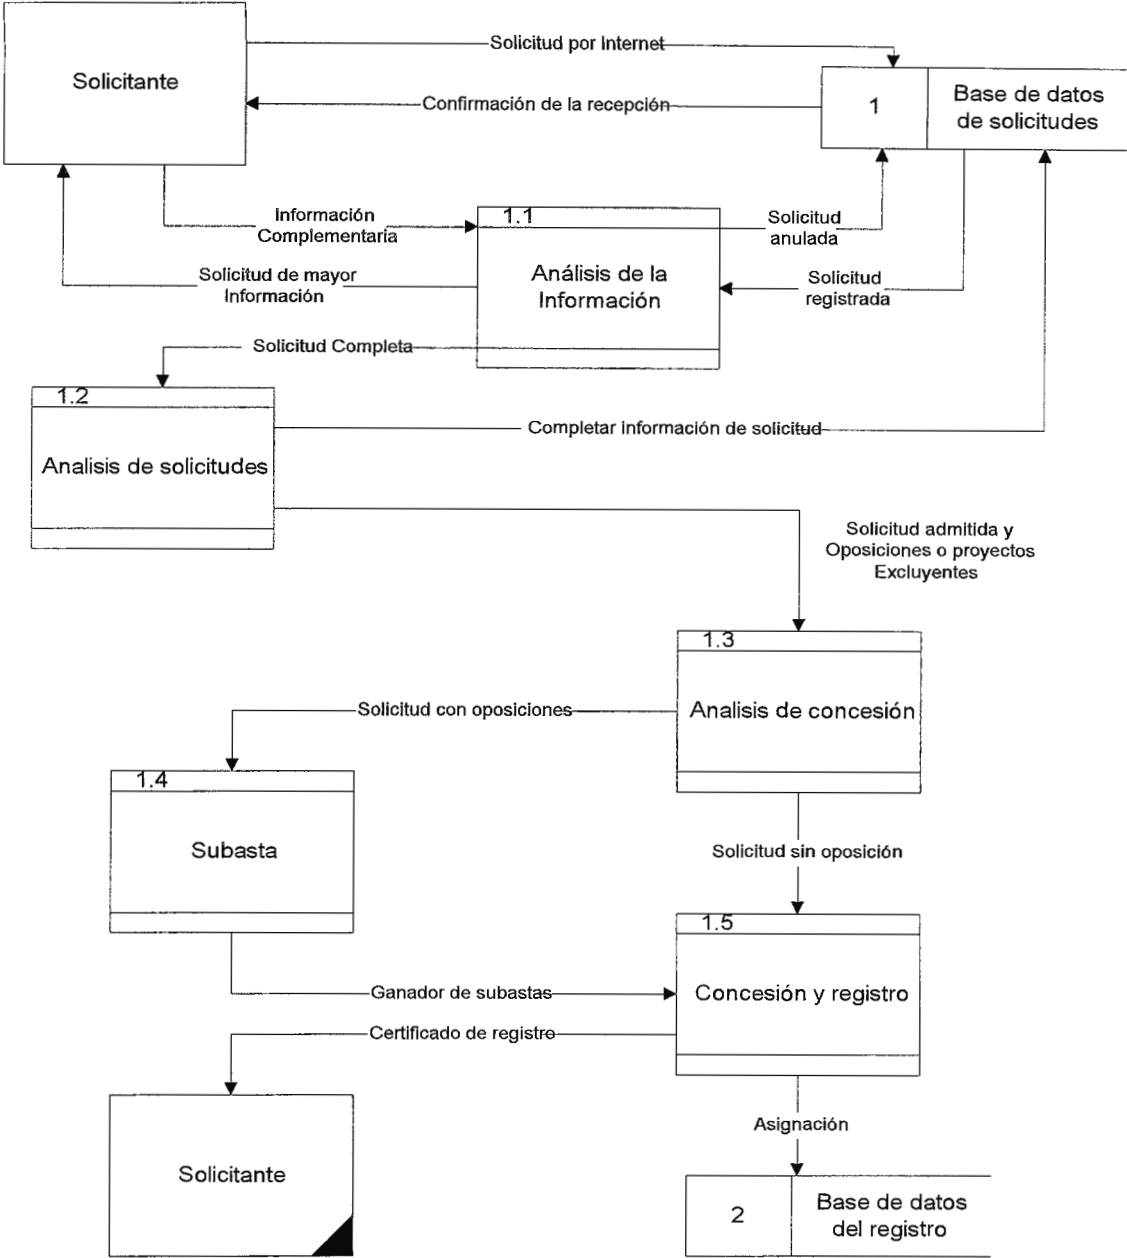 Solicitud por Internet
Solicitante
1
Base de datos
de solicitudes
Confirmación de la recepción
Información
Complementaria
1.1
Solicitud
anulada
Solicitud de mayor
Información
Análisis de la
Información
Solicitud
registrada
Solicitud Completa
1.2
Completar información de solicitud
Analisis de solicitudes
Solicitud admitida y
Oposiciones o proyectos
Excluyentes
1.3
Solicitud con oposiciones
Analisis de concesión
1.4
Subasta
Solicitud sin oposición
1.5
Ganador de subastas
Concesión y registro
Certificado de registro
Asignación
Solicitante
2
Base de datos
del registro